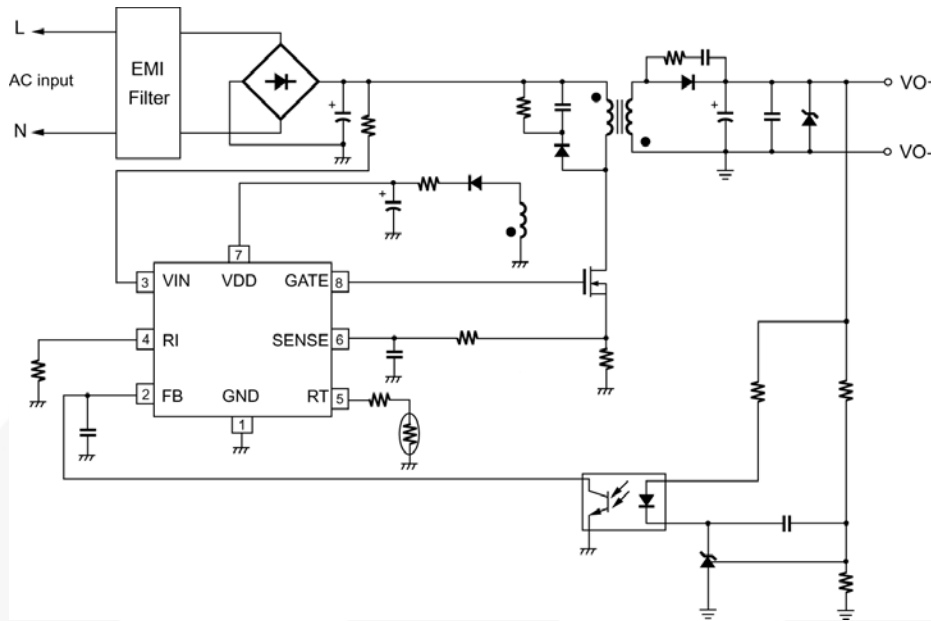 L
AC input
N
EMI
Filter
VO-
VO-
7
3 VIN VDD GATE 8
4 RI SENSE 6
2 FB GND RT 5
1